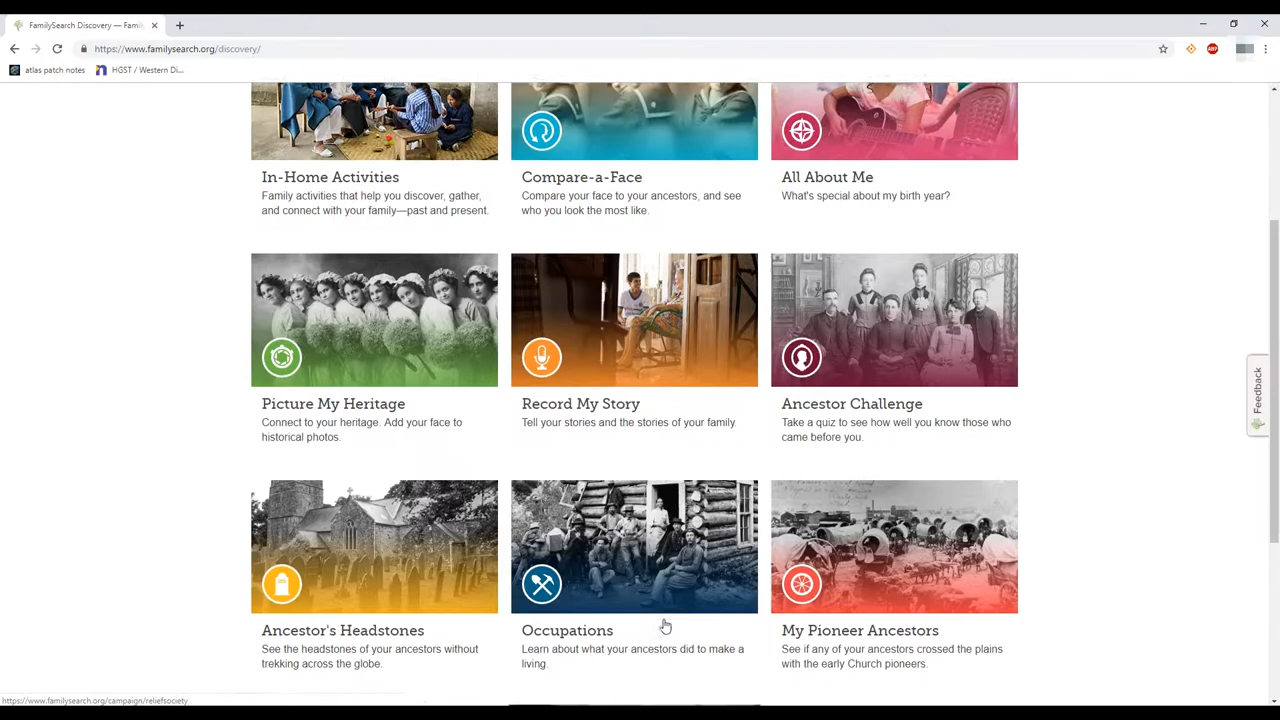 FamilySearch Discovery — Famil
https://www.familysearch.org/discovery/
atlas patch notes
HGST / Western Di...
ABP
In-Home Activities
Family activities that help you discover, gather,
and connect with your family—past and present.
Compare-a-Face
Compare your face to your ancestors, and see
who you look the most like.
All About Me
What's special about my birth year?
Picture My Heritage
Connect to your heritage. Add your face to
historical photos.
Record My Story
Tell your stories and the stories of your family.
Ancestor Challenge
Take a quiz to see how well you know those who
came before you.
Feedback
Ancestor's Headstones
See the headstones of your ancestors without
trekking across the globe.
Occupations
Learn about what your ancestors did to make a
living.
My Pioneer Ancestors
See if any of your ancestors crossed the plains
with the early Church pioneers.
https://www.familysearch.org/campaign/reliefsociety